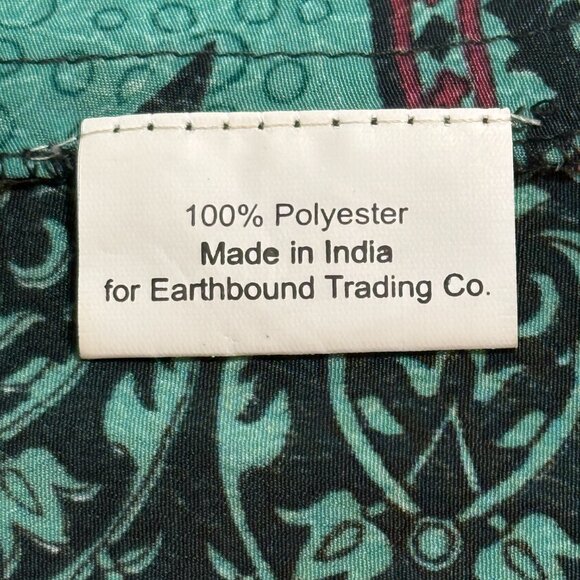 100% Polyester
Made in India
for Earthbound Trading Co.